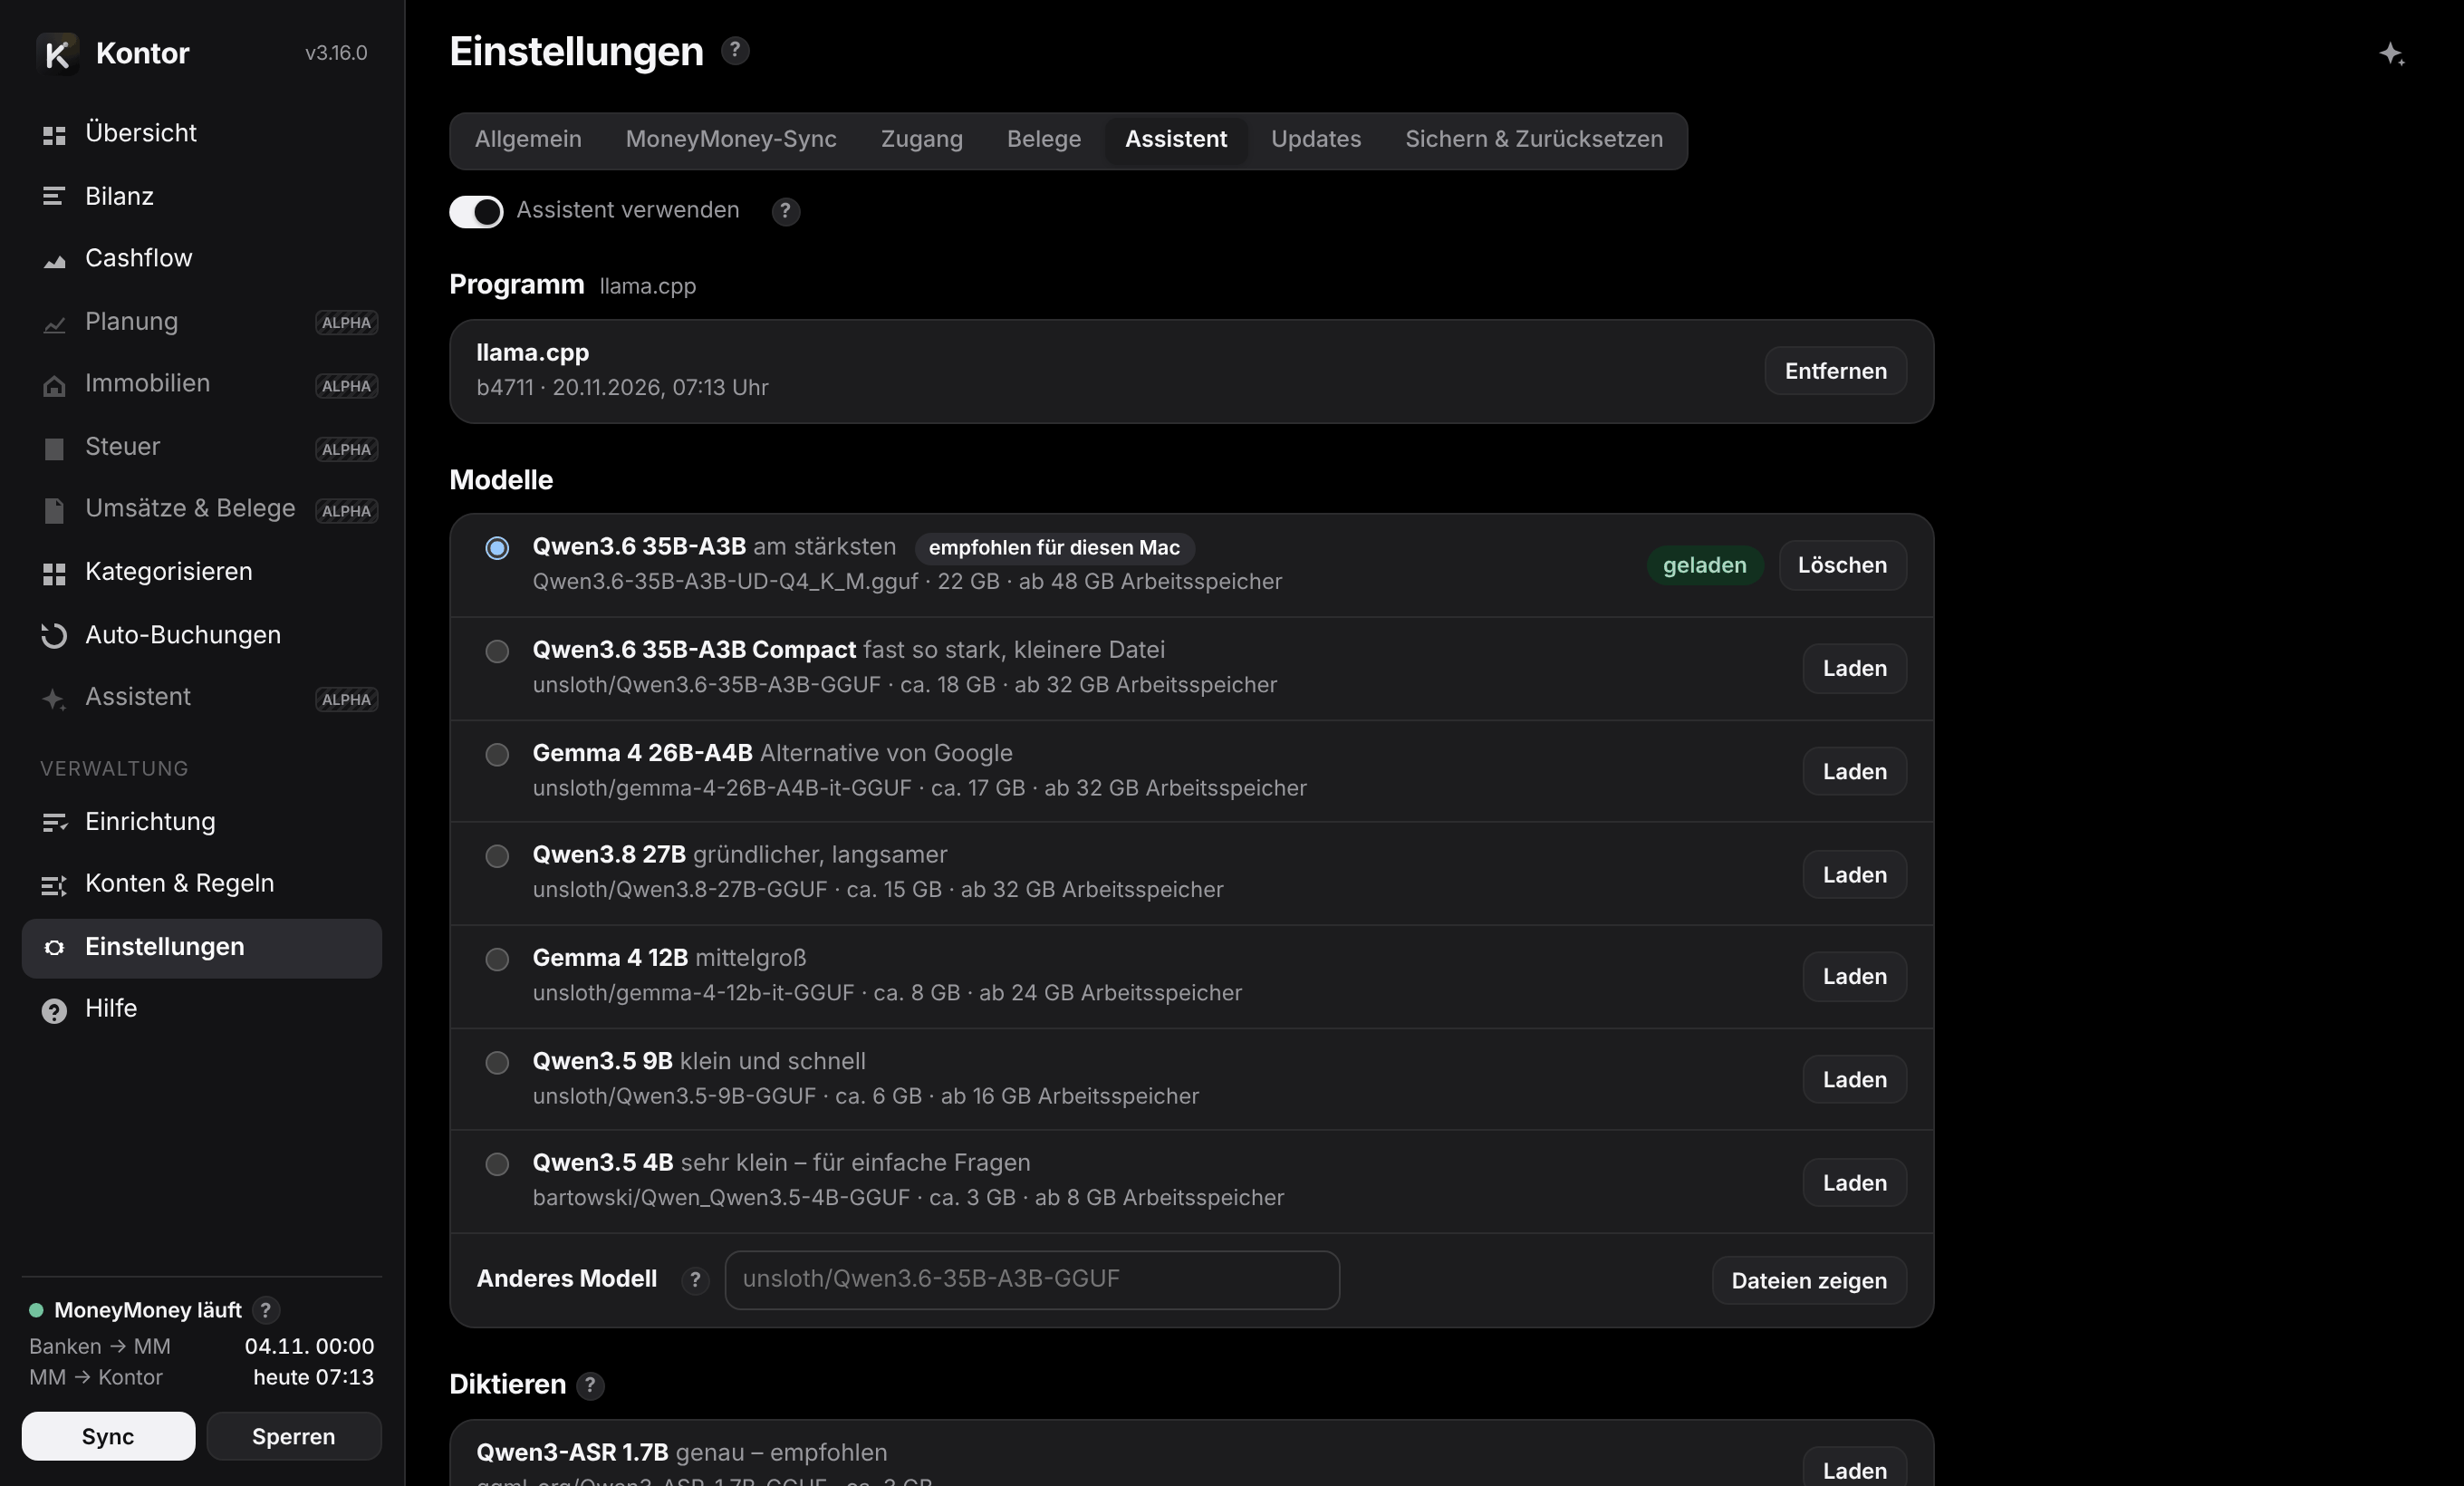 Kontor v3.16.0
Übersicht
Bilanz
Cashflow
Planung ALPHA
Immobilien ALPHA
Steuer ALPHA
Umsätze & Belege ALPHA
Kategorisieren
Auto-Buchungen
Assistent ALPHA
VERWALTUNG
Einrichtung
Konten & Regeln
Einstellungen
Hilfe
MoneyMoney läuft ?
Banken → MM 04.11. 00:00
MM → Kontor heute 07:13
Sync Sperren
Einstellungen ?
Allgemein MoneyMoney-Sync Zugang Belege Assistent Updates Sichern & Zurücksetzen
Assistent verwenden ?
Programm llama.cpp
llama.cpp
b4711 · 20.11.2026, 07:13 Uhr
Entfernen
Modelle
Qwen3.6 35B-A3B am stärksten empfohlen für diesen Mac
Qwen3.6-35B-A3B-UD-Q4_K_M.gguf · 22 GB · ab 48 GB Arbeitsspeicher
geladen Löschen
Qwen3.6 35B-A3B Compact fast so stark, kleinere Datei
unsloth/Qwen3.6-35B-A3B-GGUF · ca. 18 GB · ab 32 GB Arbeitsspeicher
Laden
Gemma 4 26B-A4B Alternative von Google
unsloth/gemma-4-26B-A4B-it-GGUF · ca. 17 GB · ab 32 GB Arbeitsspeicher
Laden
Qwen3.8 27B gründlicher, langsamer
unsloth/Qwen3.8-27B-GGUF · ca. 15 GB · ab 32 GB Arbeitsspeicher
Laden
Gemma 4 12B mittelgroß
unsloth/gemma-4-12b-it-GGUF · ca. 8 GB · ab 24 GB Arbeitsspeicher
Laden
Qwen3.5 9B klein und schnell
unsloth/Qwen3.5-9B-GGUF · ca. 6 GB · ab 16 GB Arbeitsspeicher
Laden
Qwen3.5 4B sehr klein – für einfache Fragen
bartowski/Qwen_Qwen3.5-4B-GGUF · ca. 3 GB · ab 8 GB Arbeitsspeicher
Laden
Anderes Modell ? unsloth/Qwen3.6-35B-A3B-GGUF Dateien zeigen
Diktieren ?
Qwen3-ASR 1.7B genau – empfohlen
ggml-org/Qwen3-ASR-1.7B-GGUF · ca. 3 GB
Laden